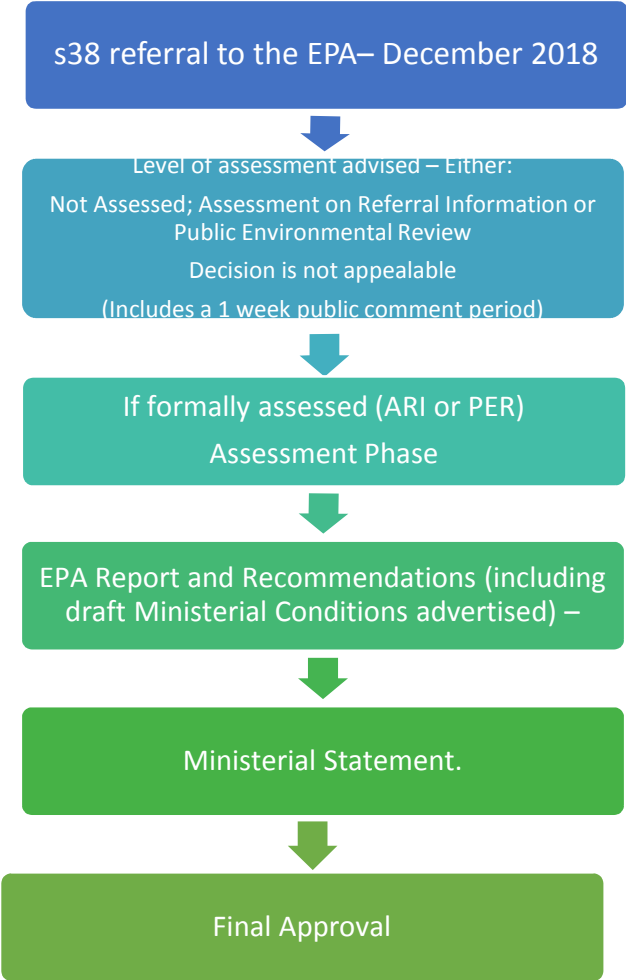 s38 referral to the EPA– December 2018
Level of assessment advised – Either:
Not Assessed; Assessment on Referral Information or
Public Environmental Review
Decision is not appealable
(Includes a 1 week public comment period)
If formally assessed (ARI or PER)
Assessment Phase
EPA Report and Recommendations (including
draft Ministerial Conditions advertised) –
Ministerial Statement.
Final Approval